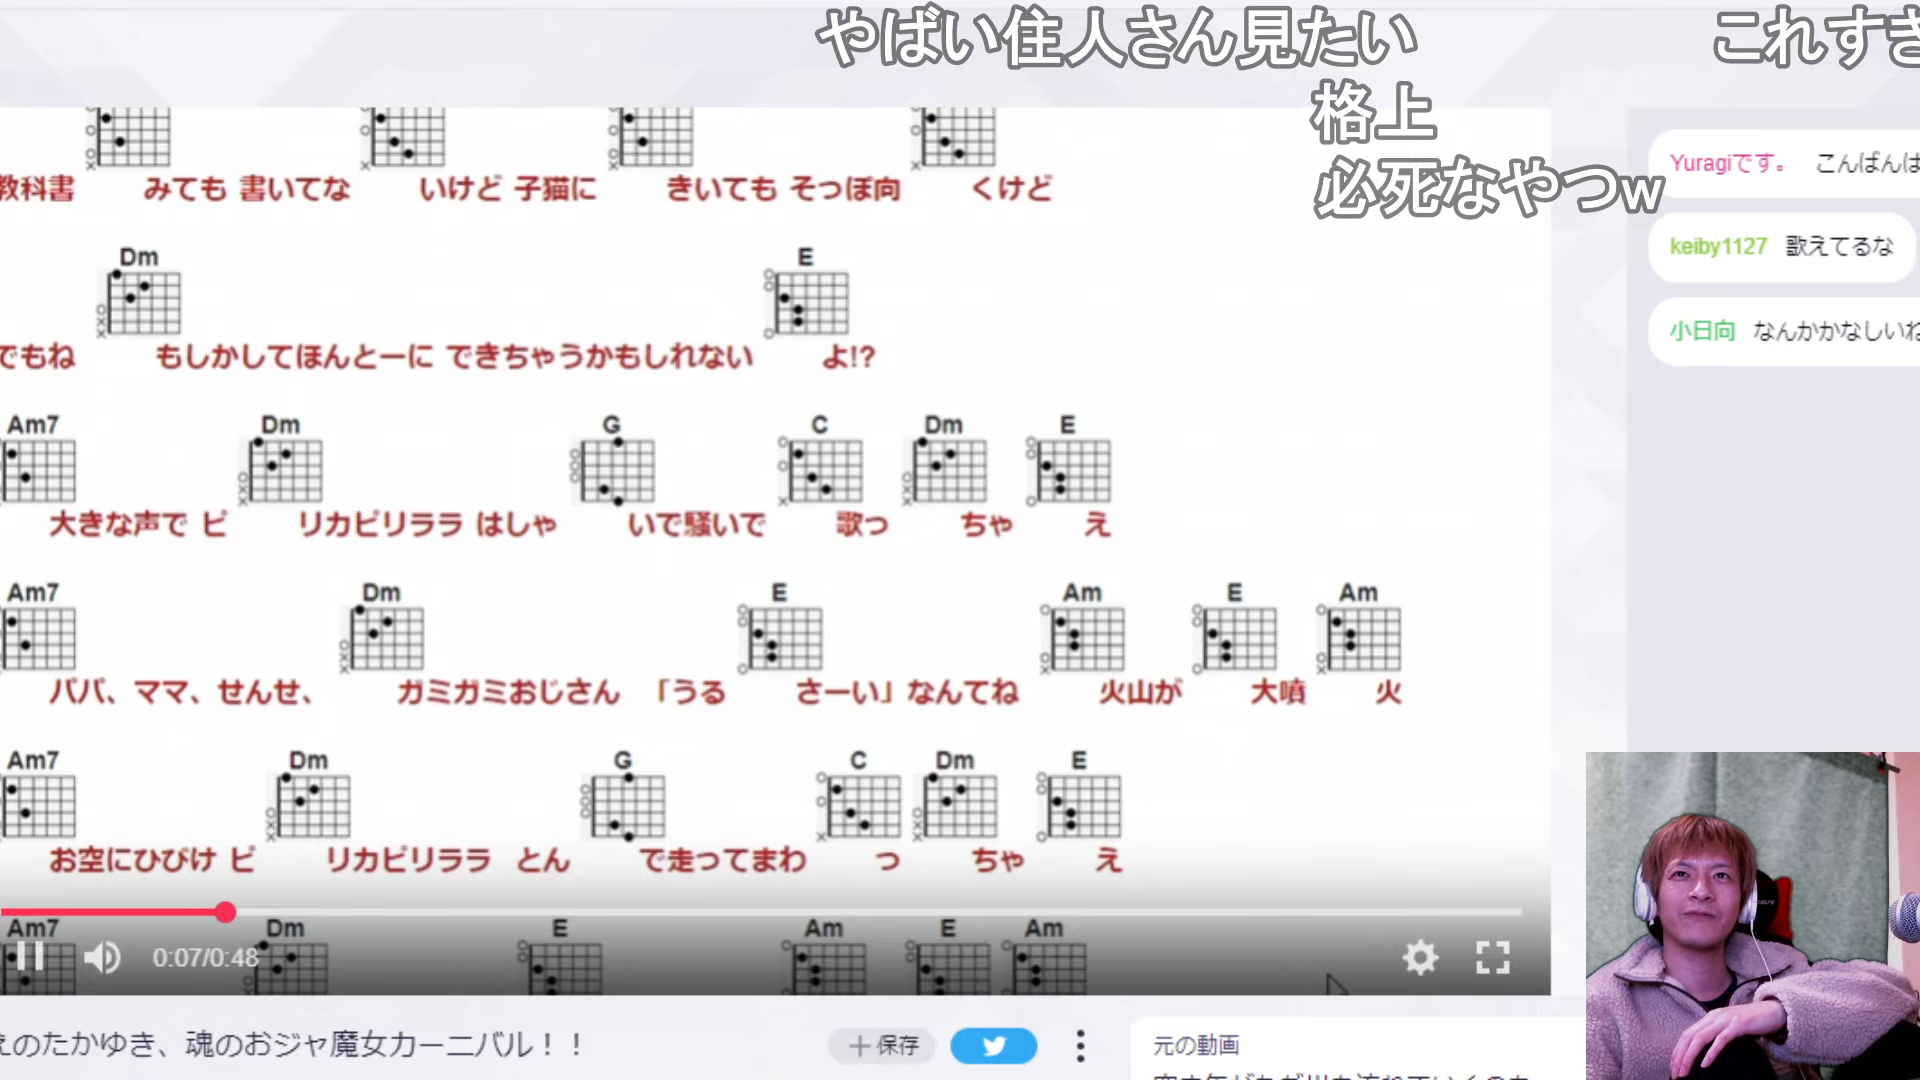 やばい住人さん見たい
これすき
格上
必死なやつw
教科書 みても 書いてな いけど 子猫に きいても そっぽ向 くけど
Dm E
でもね もしかしてほんとーに できちゃうかもしれない よ!?
Am7 Dm G C Dm E
大きな声で ピ リカピリララ はしゃ いで騒いで 歌っ ちゃ え
Am7 Dm E Am E Am
パパ、ママ、せんせ、 ガミガミおじさん 「うる さーい」なんてね 火山が 大噴 火
Am7 Dm G C Dm E
お空にひびけ ピ リカピリララ とん で走ってまわ っ ちゃ え
Am7 Dm E Am E Am
0:07/0:48
えのたかゆき、魂のおジャ魔女カーニバル！！
＋保存
元の動画
Yuragiです。 こんばんは
keiby1127 歌えてるな
小日向 なんかかなしいね